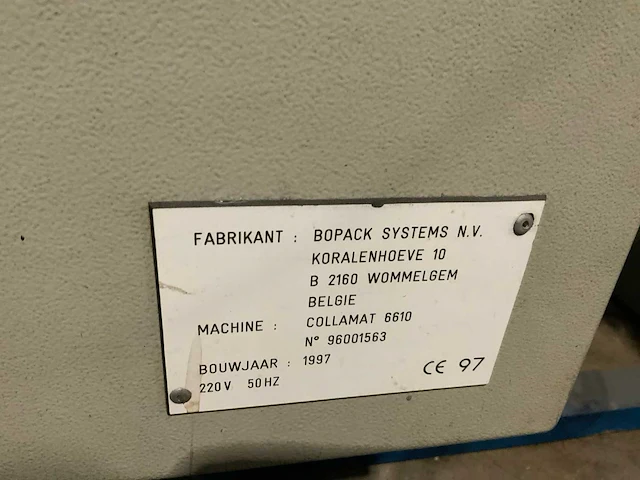 FABRIKANT : BOPACK SYSTEMS N.V.
KORALENHOEVE 10
B 2160 WOMMELGEM
BELGIE
MACHINE : COLLAMAT 6610
N° 96001563
BOUWJAAR : 1997
220V 50HZ
CE 97